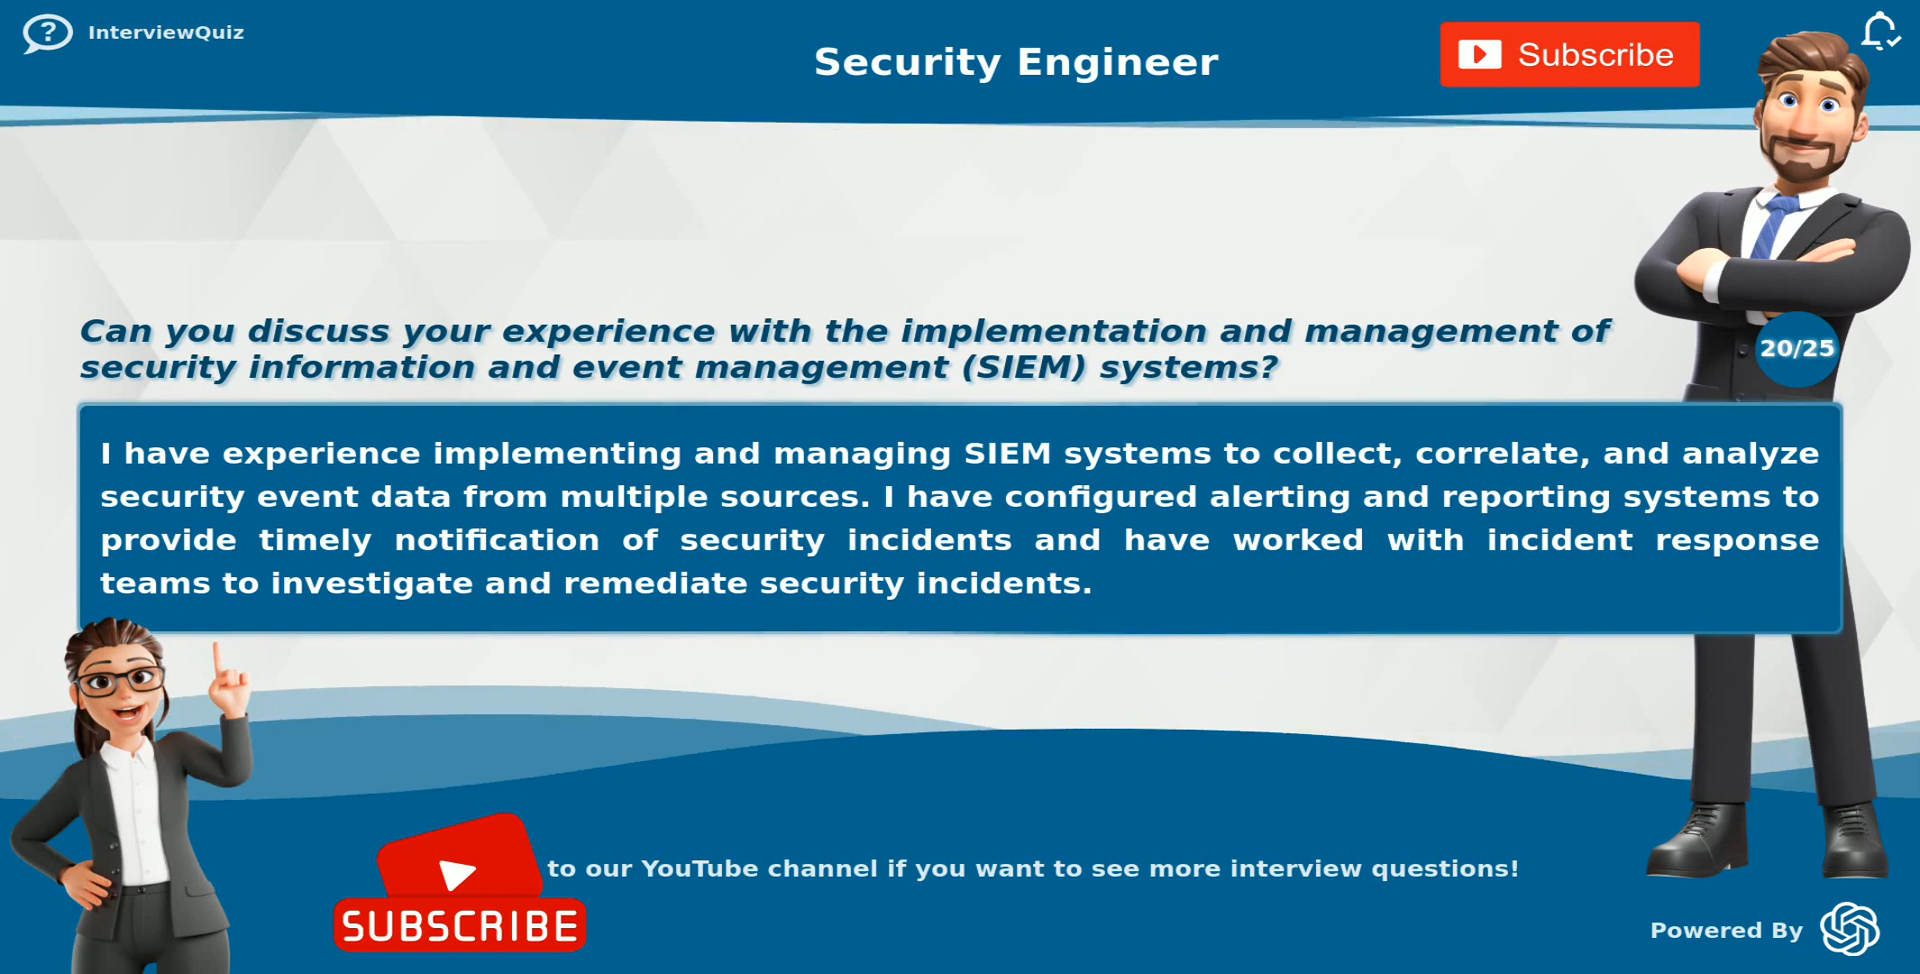 InterviewQuiz
Security Engineer
Subscribe
Can you discuss your experience with the implementation and management of
security information and event management (SIEM) systems?
20/25
I have experience implementing and managing SIEM systems to collect, correlate, and analyze
security event data from multiple sources. I have configured alerting and reporting systems to
provide timely notification of security incidents and have worked with incident response
teams to investigate and remediate security incidents.
to our YouTube channel if you want to see more interview questions!
SUBSCRIBE
Powered By